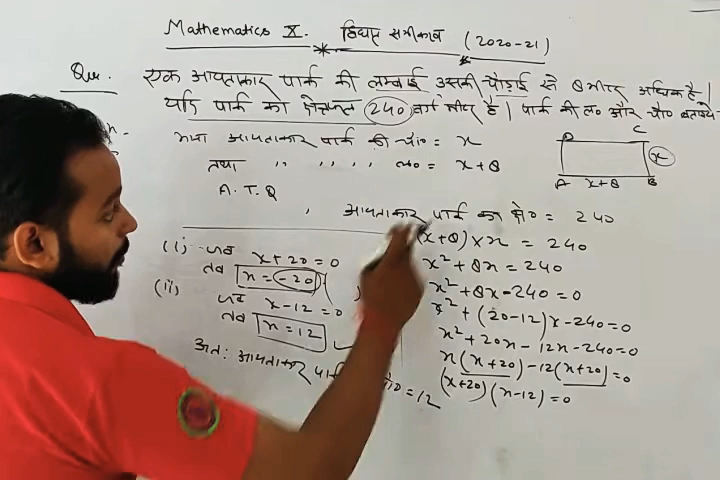 Mathematics X. द्विघात समीकरण (2020-21)
Que. एक आयताकार पार्क की लम्बाई उसकी चौड़ाई से 8 मीटर अधिक है।
यदि पार्क का क्षेत्रफल 240 वर्ग मीटर है। पार्क की ल० और चौ० बताइये-
माना आयताकार पार्क की चौ० = x
तथा " " " " ल० = x+8
A.T.Q
D C
x
A x+8 B
आयताकार पार्क का क्षे० = 240
(x+8)×x = 240
x² + 8x = 240
x² + 8x - 240 = 0
x² + (20-12)x - 240 = 0
x² + 20x - 12x - 240 = 0
x(x+20) - 12(x+20) = 0
(x+20)(x-12) = 0
(i) जब x+20 = 0
तब x = -20
(ii) जब x-12 = 0
तब x = 12
अतः आयताकार = 12